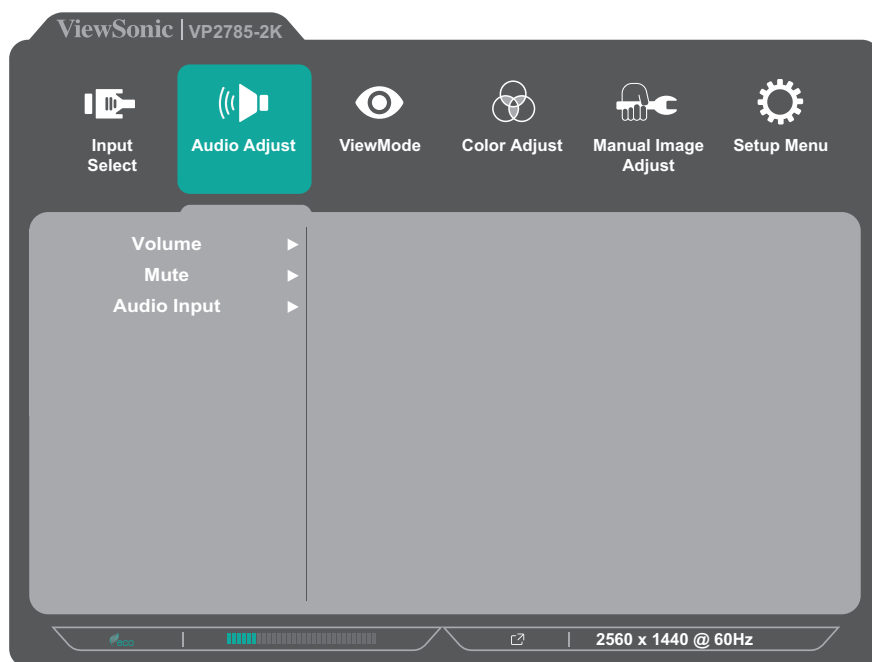 ViewSonic | VP2785-2K
Input Select
Audio Adjust
ViewMode
Color Adjust
Manual Image Adjust
Setup Menu
Volume
Mute
Audio Input
eco
2560 x 1440 @ 60Hz